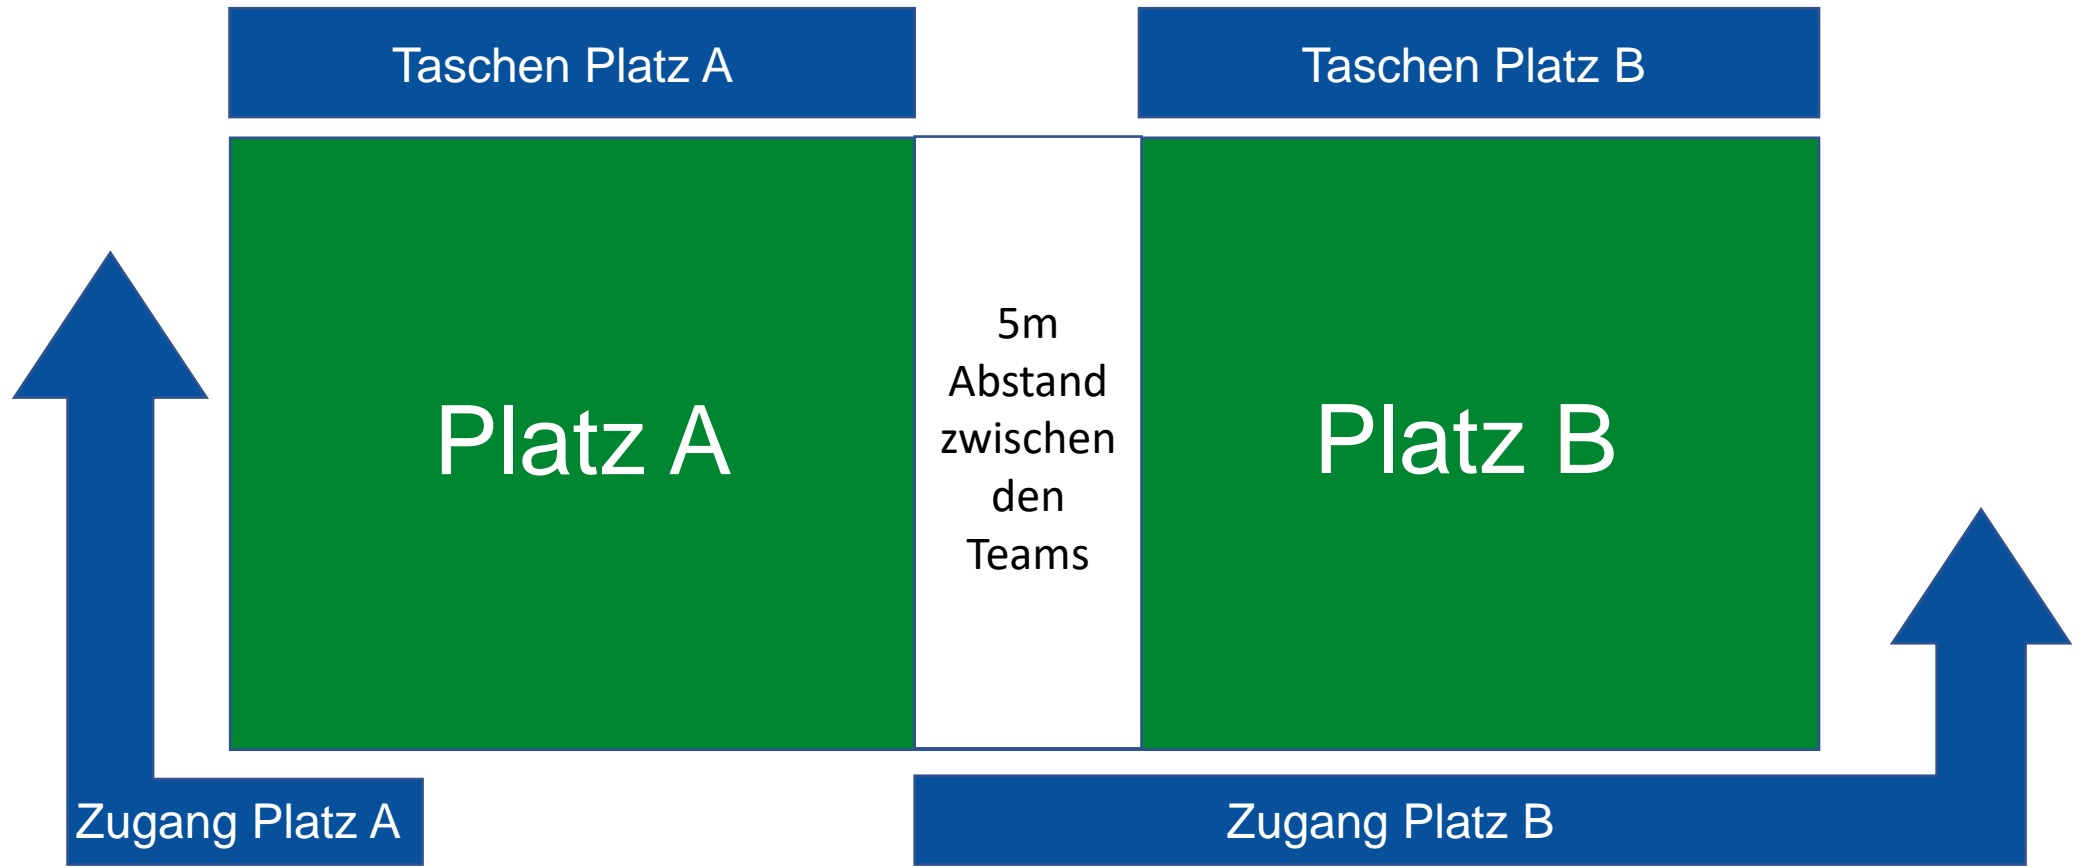 Taschen Platz A
Taschen Platz B
Platz A
5m
Abstand
zwischen
den
Teams
Platz B
Zugang Platz A
Zugang Platz B